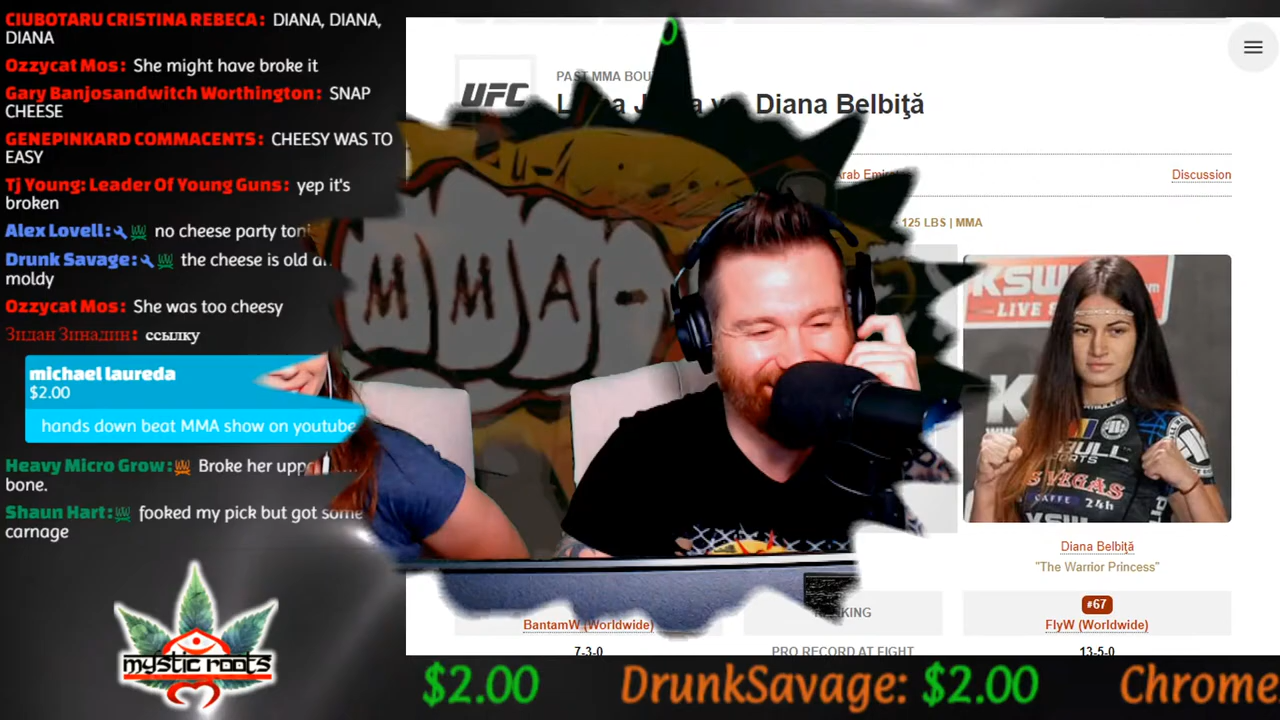 CIUBOTARU CRISTINA REBECA: DIANA, DIANA,
DIANA
Ozzycat Mos: She might have broke it
Gary Banjosandwitch Worthington: SNAP
CHEESE
GENEPINKARD COMMACENTS: CHEESY WAS TO
EASY
Tj Young: Leader Of Young Guns: yep it's
broken
Alex Lovell: no cheese party
Drunk Savage: the cheese is old
moldy
Ozzycat Mos: She was too cheesy
Зидан Зинадин: ссылку
michael laureda
$2.00
hands down beat MMA show on youtube
Heavy Micro Grow: Broke her
bone.
Shaun Hart: fooked my pick but got some
carnage
mystic roots
UFC
PAST MMA
Diana Belbiţă
Discussion
125 LBS | MMA
MMA-
KSW
LIVE
VEGAS
CAFFE 24h
Diana Belbiţă
"The Warrior Princess"
#67
BantamW (Worldwide)
FlyW (Worldwide)
7-3-0
PRO RECORD AT FIGHT
13-5-0
$2.00 DrunkSavage: $2.00 Chrome